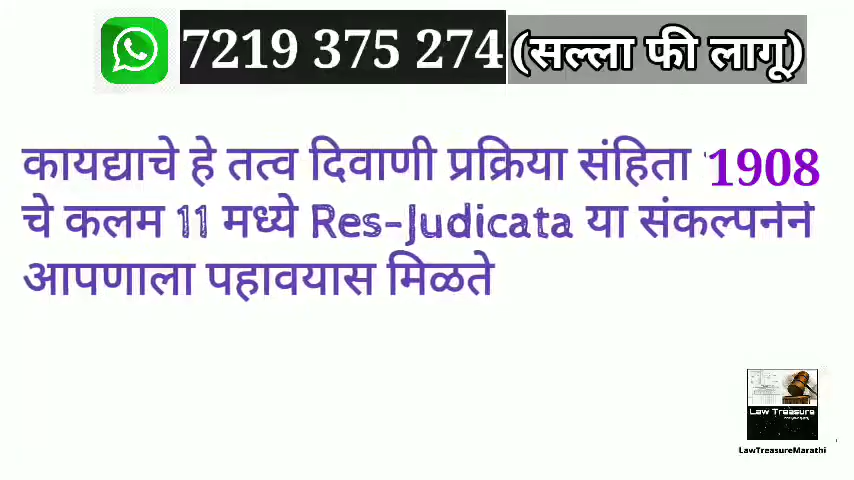 7219 375 274 (सल्ला फी लागू)
कायद्याचे हे तत्व दिवाणी प्रक्रिया संहिता 1908
चे कलम 11 मध्ये Res-Judicata या संकल्पनेने
आपणाला पहावयास मिळते
Law Treasure
LawTreasureMarathi